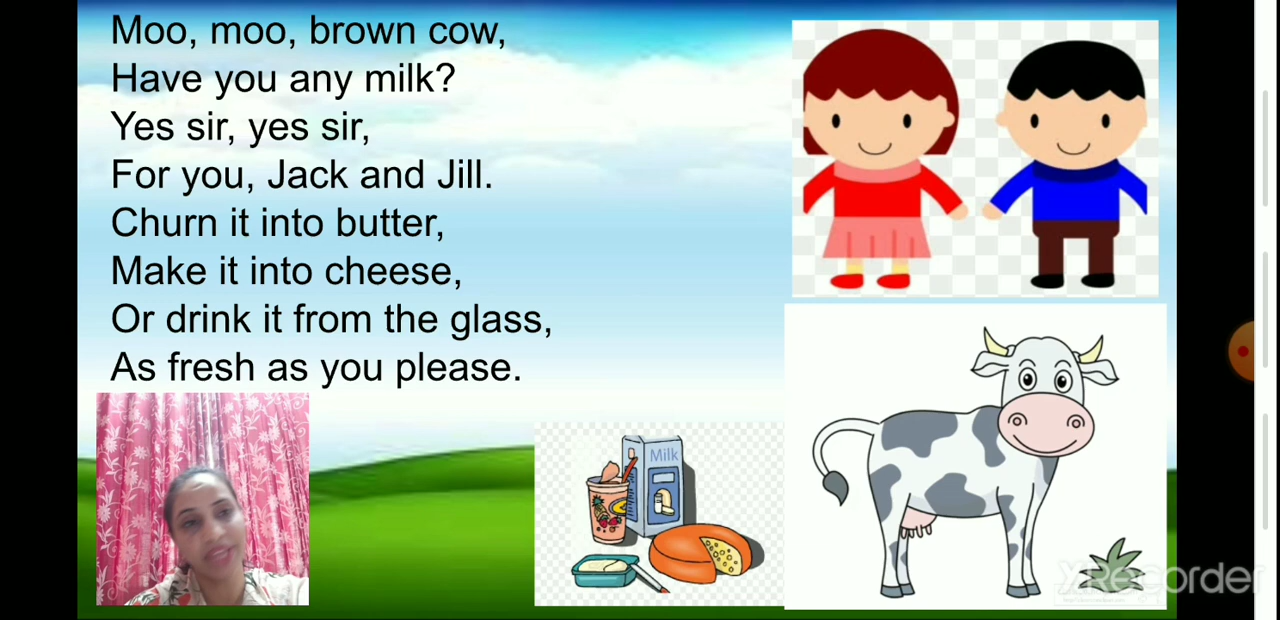 Moo, moo, brown cow,
Have you any milk?
Yes sir, yes sir,
For you, Jack and Jill.
Churn it into butter,
Make it into cheese,
Or drink it from the glass,
As fresh as you please.
Milk
XRecorder